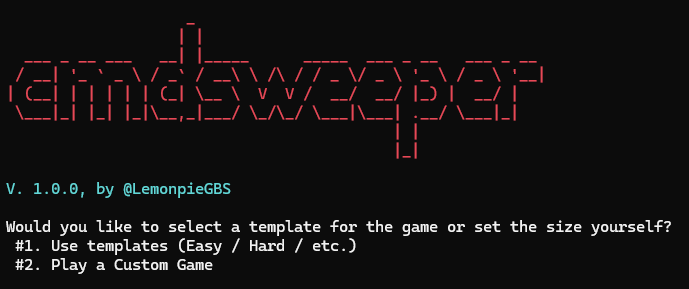 cmdsweeper
V. 1.0.0, by @LemonpieGBS
Would you like to select a template for the game or set the size yourself?
#1. Use templates (Easy / Hard / etc.)
#2. Play a Custom Game